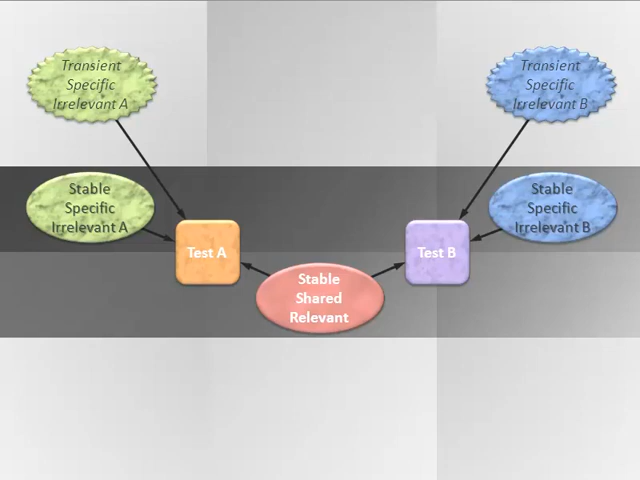 Transient
Specific
Irrelevant A
Transient
Specific
Irrelevant B
Stable
Specific
Irrelevant A
Stable
Specific
Irrelevant B
Test A
Test B
Stable
Shared
Relevant